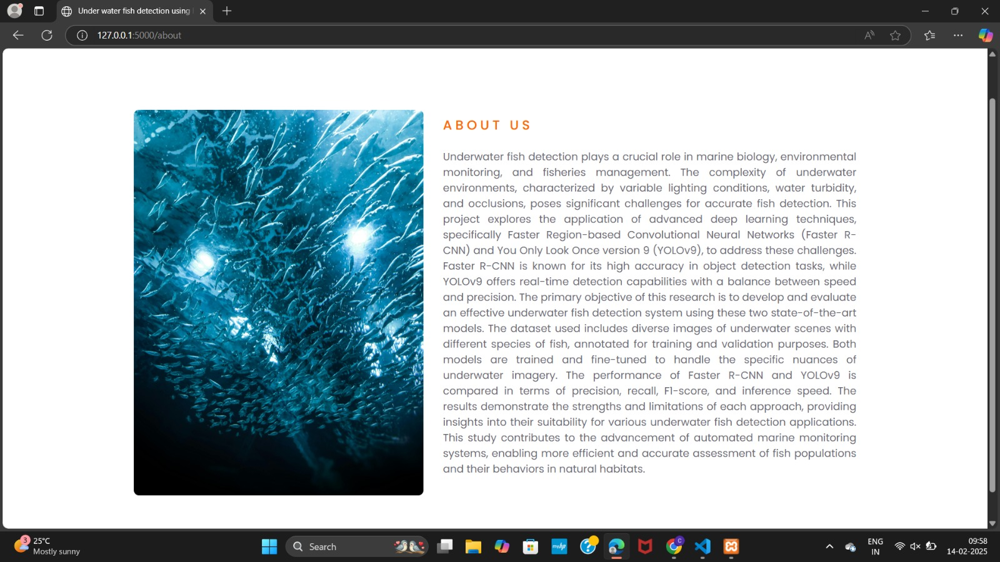 Under water fish detection using
127.0.0.1:5000/about
ABOUT US
Underwater fish detection plays a crucial role in marine biology, environmental
monitoring, and fisheries management. The complexity of underwater
environments, characterized by variable lighting conditions, water turbidity,
and occlusions, poses significant challenges for accurate fish detection. This
project explores the application of advanced deep learning techniques,
specifically Faster Region-based Convolutional Neural Networks (Faster R-
CNN) and You Only Look Once version 9 (YOLOv9), to address these challenges.
Faster R-CNN is known for its high accuracy in object detection tasks, while
YOLOv9 offers real-time detection capabilities with a balance between speed
and precision. The primary objective of this research is to develop and evaluate
an effective underwater fish detection system using these two state-of-the-art
models. The dataset used includes diverse images of underwater scenes with
different species of fish, annotated for training and validation purposes. Both
models are trained and fine-tuned to handle the specific nuances of
underwater imagery. The performance of Faster R-CNN and YOLOv9 is
compared in terms of precision, recall, F1-score, and inference speed. The
results demonstrate the strengths and limitations of each approach, providing
insights into their suitability for various underwater fish detection applications.
This study contributes to the advancement of automated marine monitoring
systems, enabling more efficient and accurate assessment of fish populations
and their behaviors in natural habitats.
3
25°C
Mostly sunny
Search
myhp
C
ENG
IN
09:58
14-02-2025